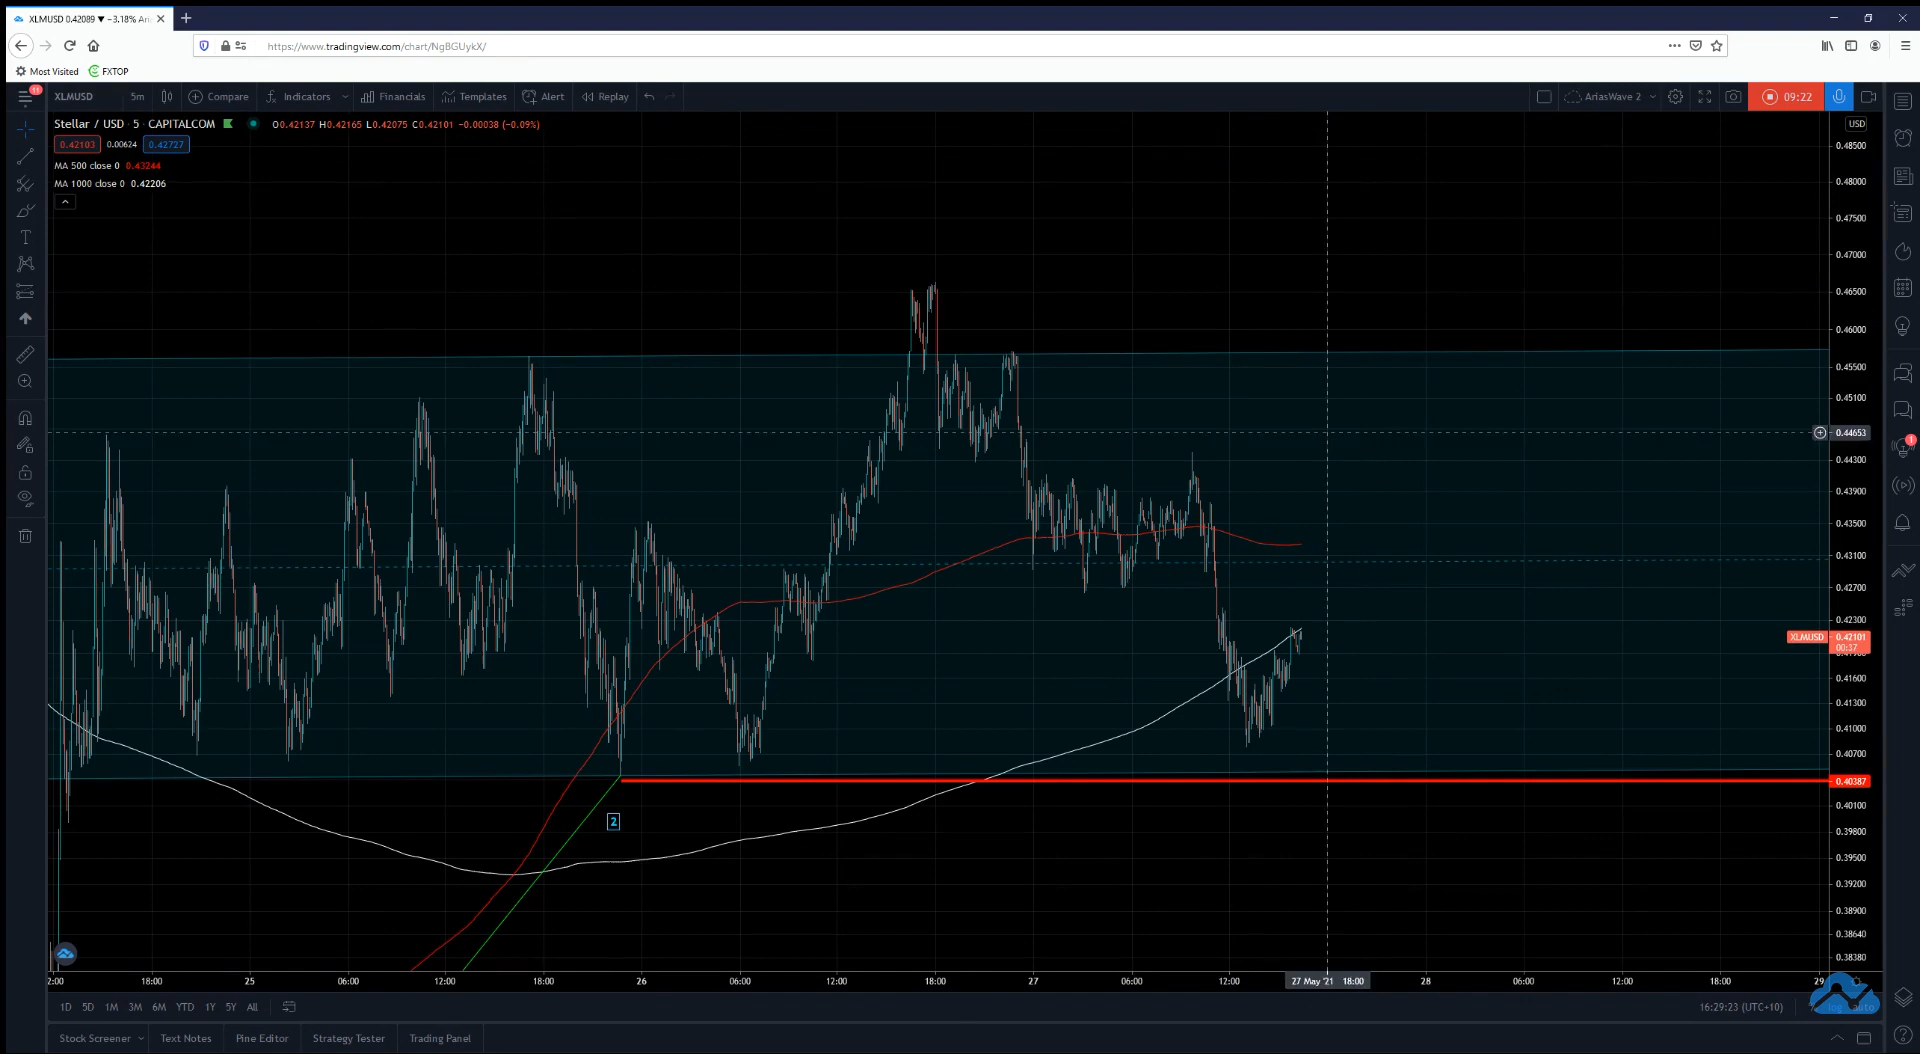 XLMUSD 0.42089 ▼ −3.18% Aria
https://www.tradingview.com/chart/NgBGUykX/
Most Visited FXTOP
11
XLMUSD 5m Compare Indicators Financials Templates Alert Replay AriasWave 2 09:22
Stellar / USD · 5 · CAPITALCOM O0.42137 H0.42165 L0.42075 C0.42101 −0.00038 (−0.09%)
USD
0.42103 0.00624 0.42727
MA 500 close 0 0.43244
MA 1000 close 0 0.42206
0.48500
0.48000
0.47500
0.47000
0.46500
0.46000
0.45500
0.45100
0.44653
1
0.44300
0.43900
0.43500
0.43100
0.42700
0.42300
XLMUSD 0.42101
00:37
0.41600
0.41300
0.41000
0.40700
0.40387
0.40100
2
0.39800
0.39500
0.39200
0.38900
0.38640
0.38380
2:00 18:00 25 06:00 12:00 18:00 26 06:00 12:00 18:00 27 06:00 12:00 27 May '21 18:00 28 06:00 12:00 18:00 29
1D 5D 1M 3M 6M YTD 1Y 5Y All 16:29:23 (UTC+10) % log auto
Stock Screener Text Notes Pine Editor Strategy Tester Trading Panel